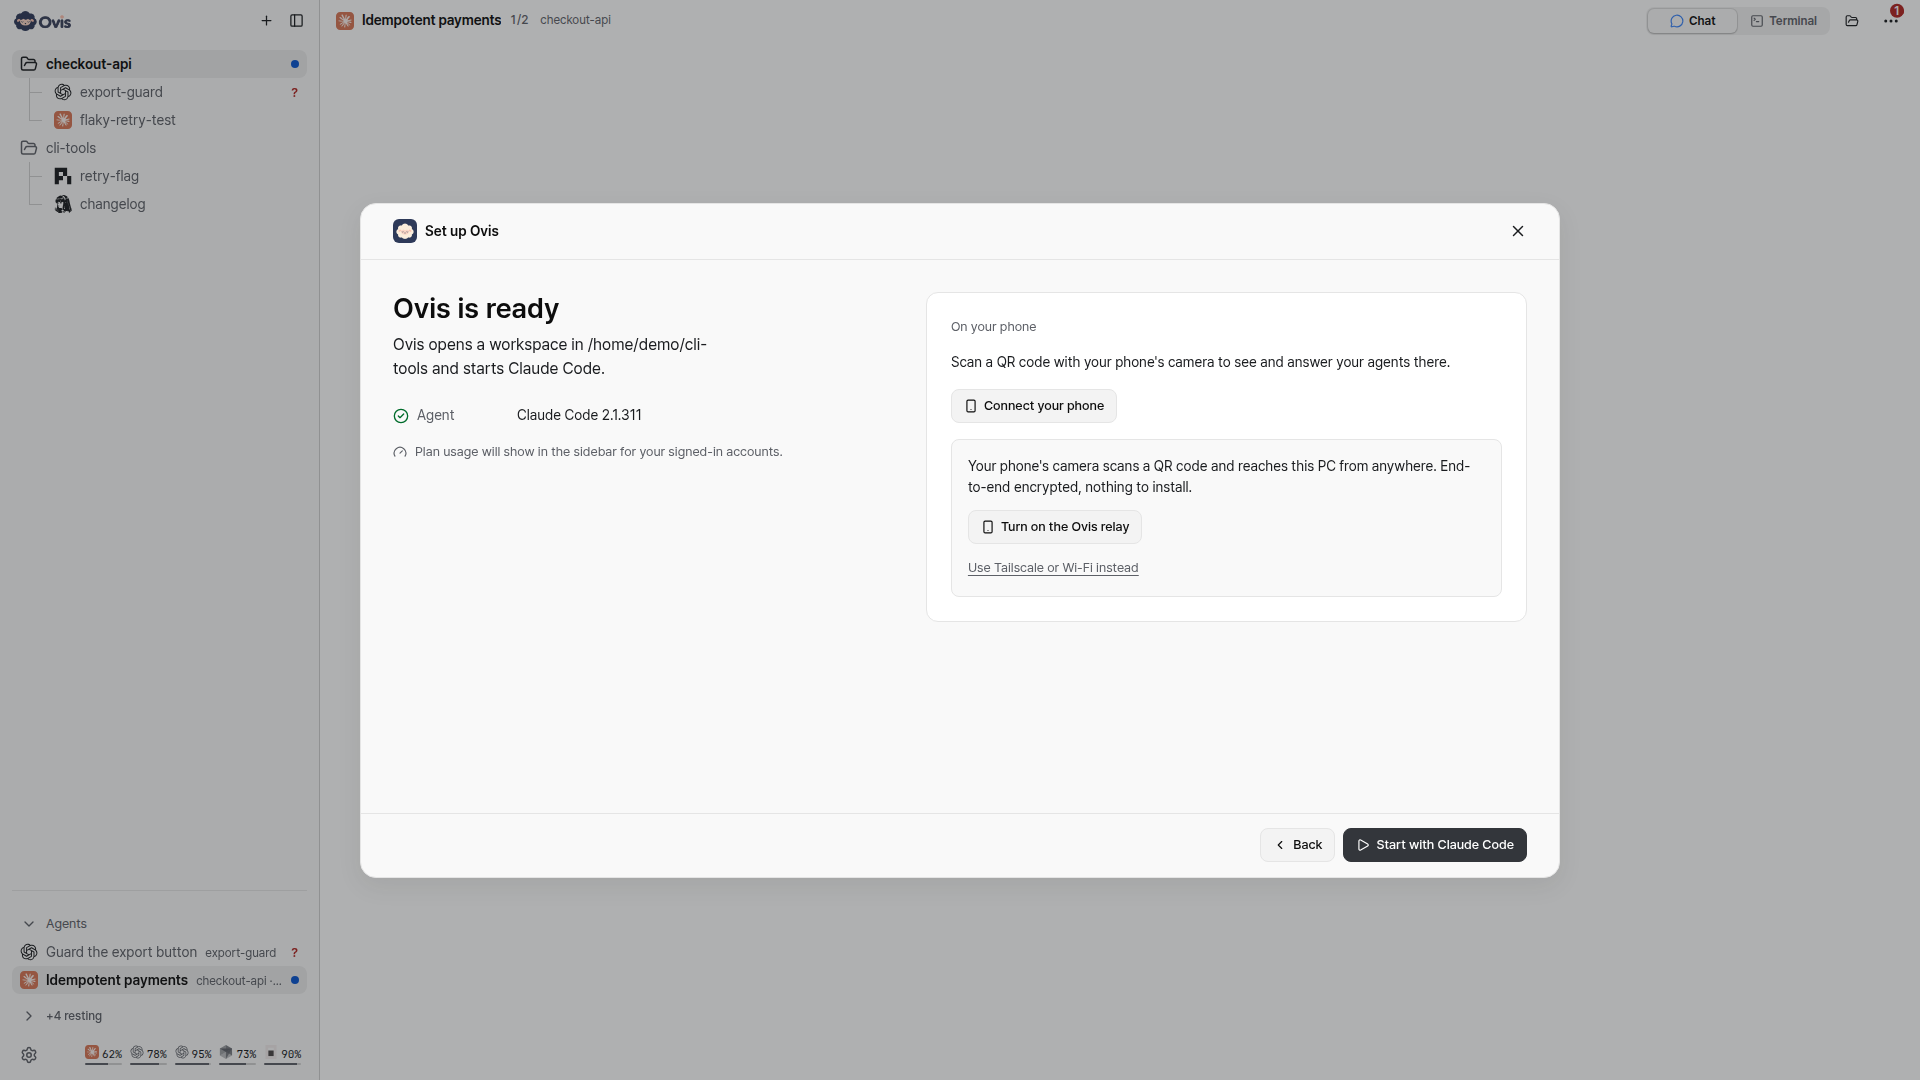 Ovis
Idempotent payments 1/2 checkout-api
Chat
Terminal
1
checkout-api
export-guard ?
flaky-retry-test
cli-tools
retry-flag
changelog
Set up Ovis
Ovis is ready
Ovis opens a workspace in /home/demo/cli-
tools and starts Claude Code.
Agent Claude Code 2.1.311
Plan usage will show in the sidebar for your signed-in accounts.
On your phone
Scan a QR code with your phone's camera to see and answer your agents there.
Connect your phone
Your phone's camera scans a QR code and reaches this PC from anywhere. End-
to-end encrypted, nothing to install.
Turn on the Ovis relay
Use Tailscale or Wi-Fi instead
Back
Start with Claude Code
Agents
Guard the export button export-guard ?
Idempotent payments checkout-api ·...
+4 resting
62% 78% 95% 73% 90%